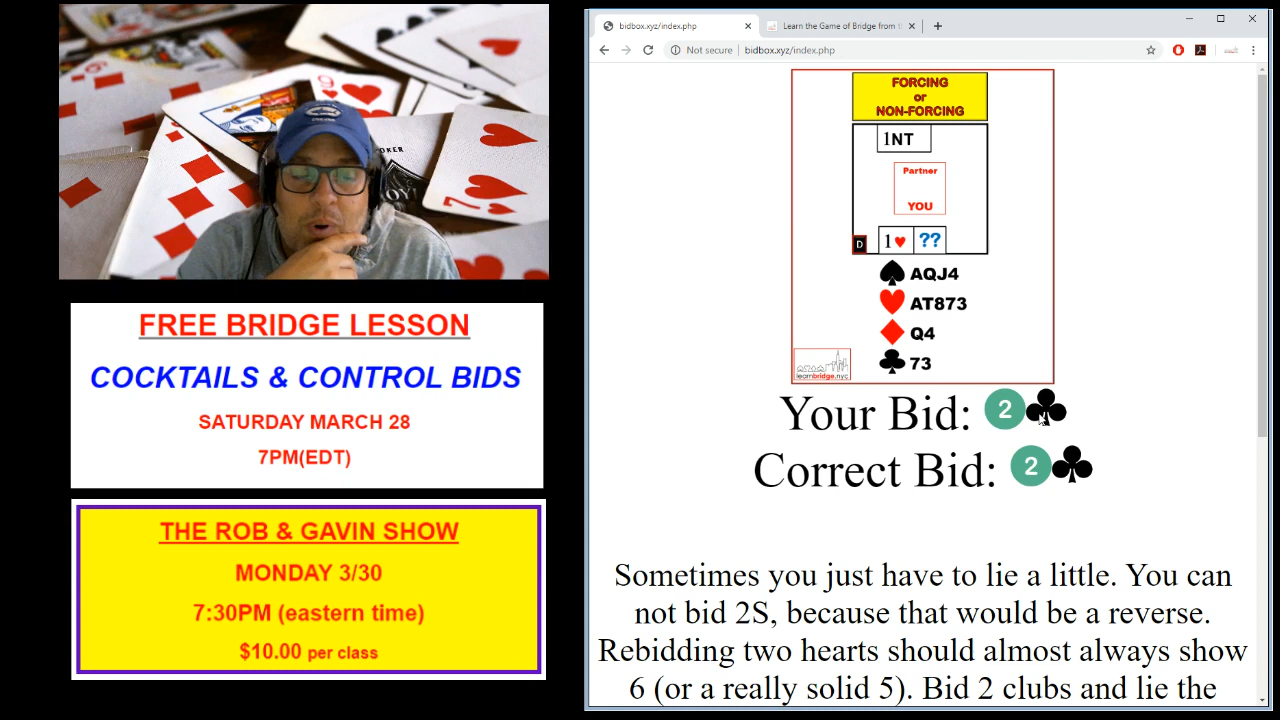 FREE BRIDGE LESSON
COCKTAILS & CONTROL BIDS
SATURDAY MARCH 28
7PM(EDT)
THE ROB & GAVIN SHOW
MONDAY 3/30
7:30PM (eastern time)
$10.00 per class
bidbox.xyz/index.php
Learn the Game of Bridge from
Not secure
bidbox.xyz/index.php
FORCING
or
NON-FORCING
1NT
Partner
YOU
D
1♥
??
♠ AQJ4
♥ AT873
♦ Q4
♣ 73
learnbridge.nyc
Your Bid: 2♣
Correct Bid: 2♣
Sometimes you just have to lie a little. You can
not bid 2S, because that would be a reverse.
Rebidding two hearts should almost always show
6 (or a really solid 5). Bid 2 clubs and lie the